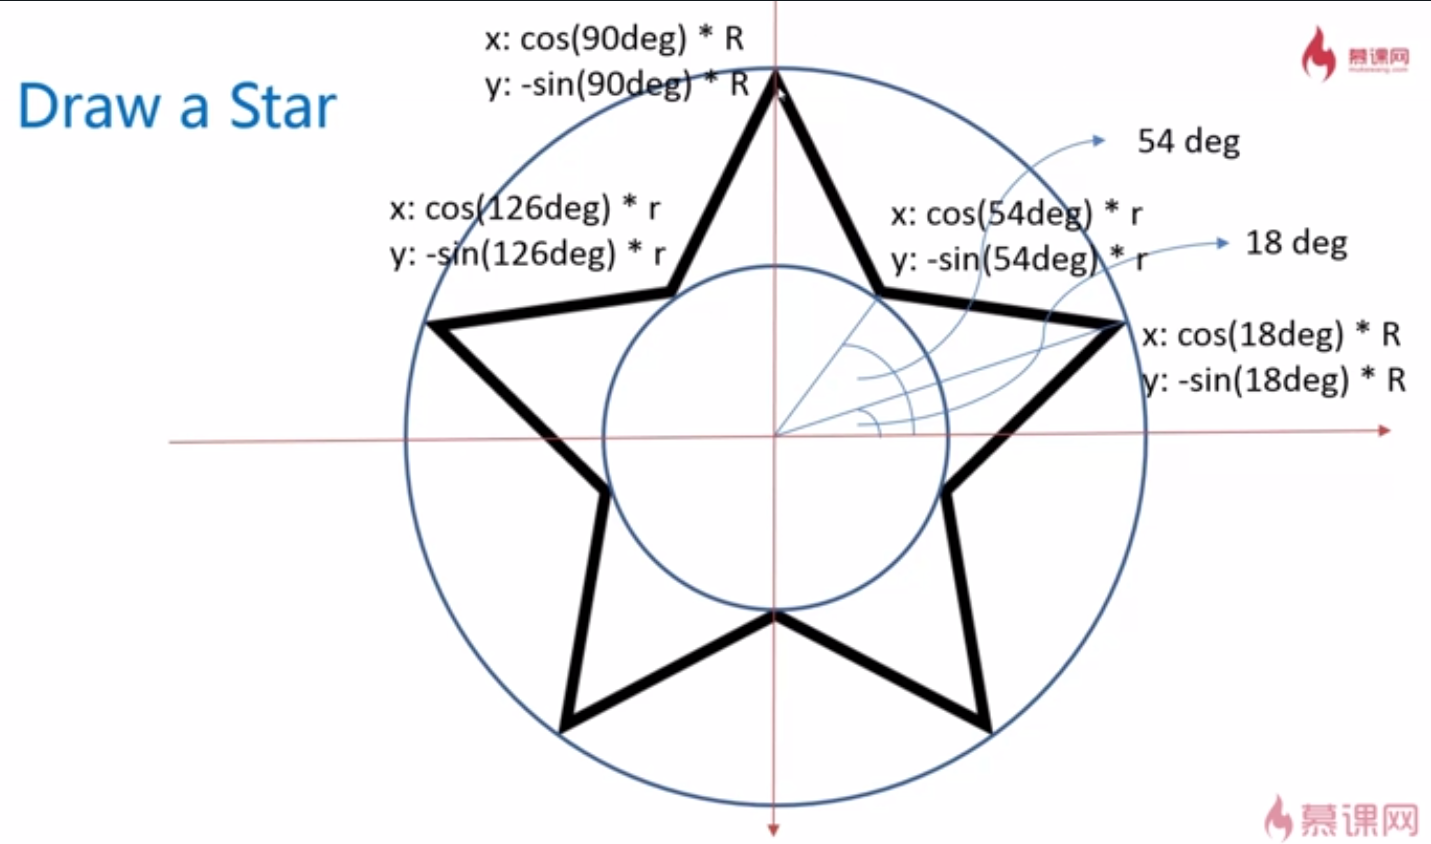 x: cos(90deg) * R
y: -sin(90deg) * R
慕课网
Draw a Star
54 deg
x: cos(126deg) * r
y: -sin(126deg) * r
x: cos(54deg) * r
y: -sin(54deg) * r
18 deg
x: cos(18deg) * R
y: -sin(18deg) * R
慕课网